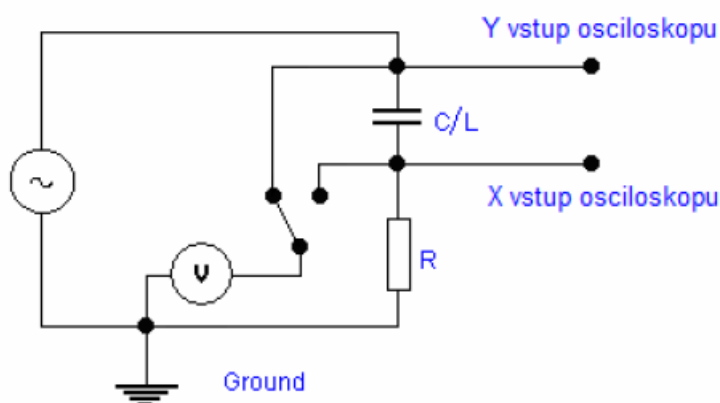 Y vstup osciloskopu
C/L
X vstup osciloskopu
V
R
Ground